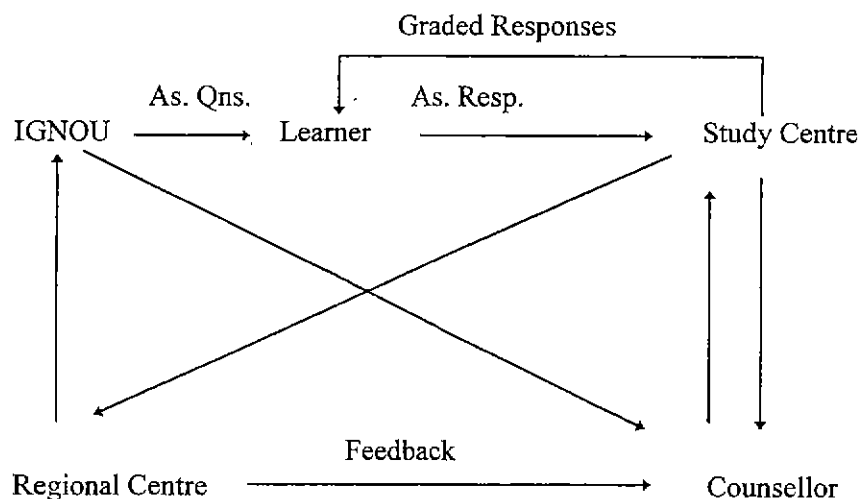 Graded Responses
As. Qns.
As. Resp.
IGNOU
Learner
Study Centre
Feedback
Regional Centre
Counsellor